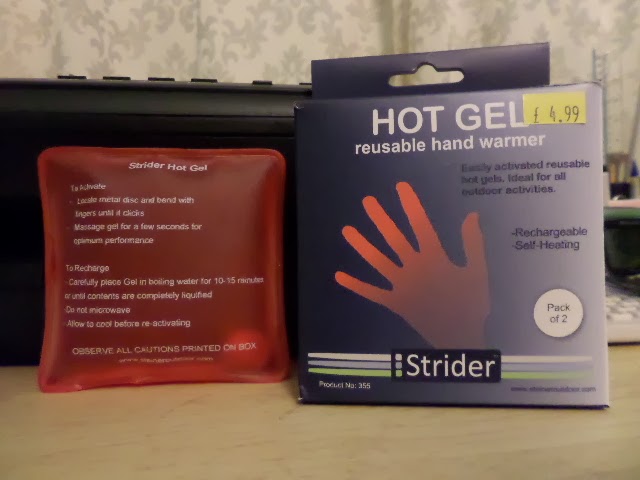 Strider Hot Gel
To Activate
- Locate metal disc and bend with
fingers until it clicks
- Massage gel for a few seconds for
optimum performance
To Recharge
-Carefully place Gel in boiling water for 10-15 minutes
or until contents are completely liquified
-Do not microwave
-Allow to cool before re-activating
OBSERVE ALL CAUTIONS PRINTED ON BOX
HOT GEL
£ 4.99
reusable hand warmer
Easily activated reusable
hot gels. Ideal for all
outdoor activities.
-Rechargeable
-Self-Heating
Pack
of 2
Strider
Product No: 355